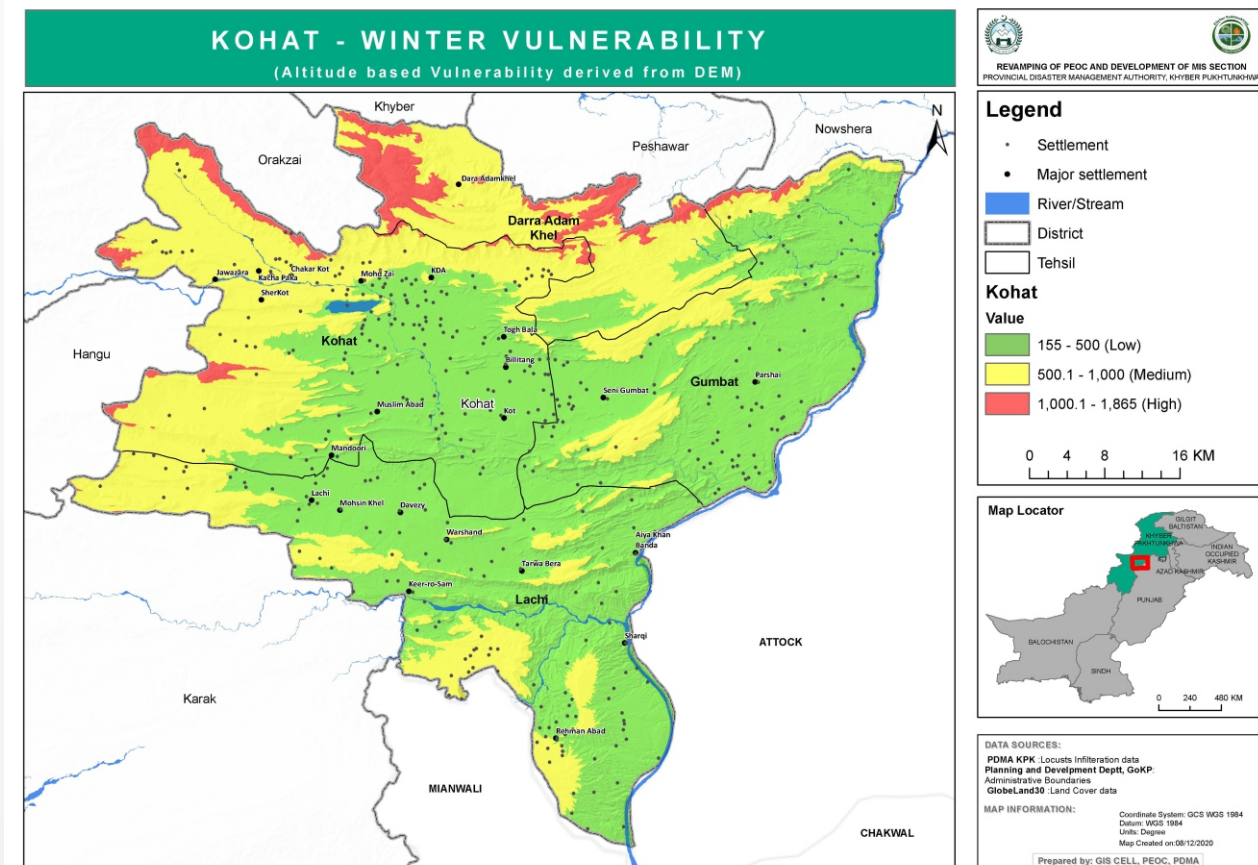 KOHAT - WINTER VULNERABILITY
(Altitude based Vulnerability derived from DEM)
REVAMPING OF PEOC AND DEVELOPMENT OF MIS SECTION
PROVINCIAL DISASTER MANAGEMENT AUTHORITY, KHYBER PUKHTUNKHWA
Khyber
Orakzai
Peshawar
Nowshera
N
Dara Adamkhel
Darra Adam
Khel
Jawazara
Kacha Paka
Chakar Kot
Mohd Zai
KDA
SherKot
Hangu
Kohat
Togh Bala
Billitang
Gumbat
Parshai
Seni Gumbat
Muslim Abad
Kohat
Kot
Mandoori
Lachi
Mohsin Khel
Davezy
Warshand
Aiya Khan
Banda
Tarwa Bera
Keer-ro-Sam
Lachi
Sharqi
ATTOCK
Karak
Rehman Abad
MIANWALI
CHAKWAL
Legend
Settlement
Major settlement
River/Stream
District
Tehsil
Kohat
Value
155 - 500 (Low)
500.1 - 1,000 (Medium)
1,000.1 - 1,865 (High)
0 4 8 16 KM
Map Locator
GILGIT
BALTISTAN
KHYBER
PAKHTUNKHWA
INDIAN
OCCUPIED
KASHMIR
AZAD KASHMIR
PUNJAB
BALOCHISTAN
SINDH
0 240 480 KM
DATA SOURCES:
PDMA KPK :Locusts Infilteration data
Planning and Develpment Deptt, GoKP:
Administrative Boundaries
GlobeLand30 :Land Cover data
MAP INFORMATION:
Coordinate System: GCS WGS 1984
Datum: WGS 1984
Units: Degree
Map Created on:08/12/2020
Prepared by: GIS CELL, PEOC, PDMA